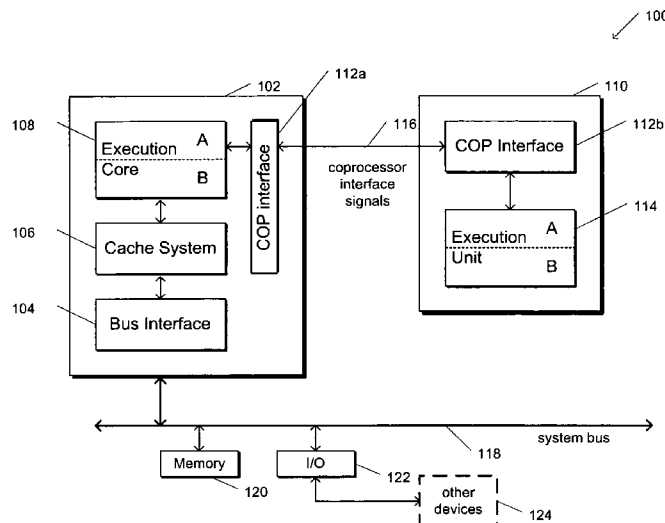 100
102
112a
110
108
Execution A
Core B
COP interface
116
coprocessor
interface
signals
COP Interface
112b
114
Execution A
Unit B
106
Cache System
104
Bus Interface
system bus
118
Memory
120
I/O
122
other
devices
124